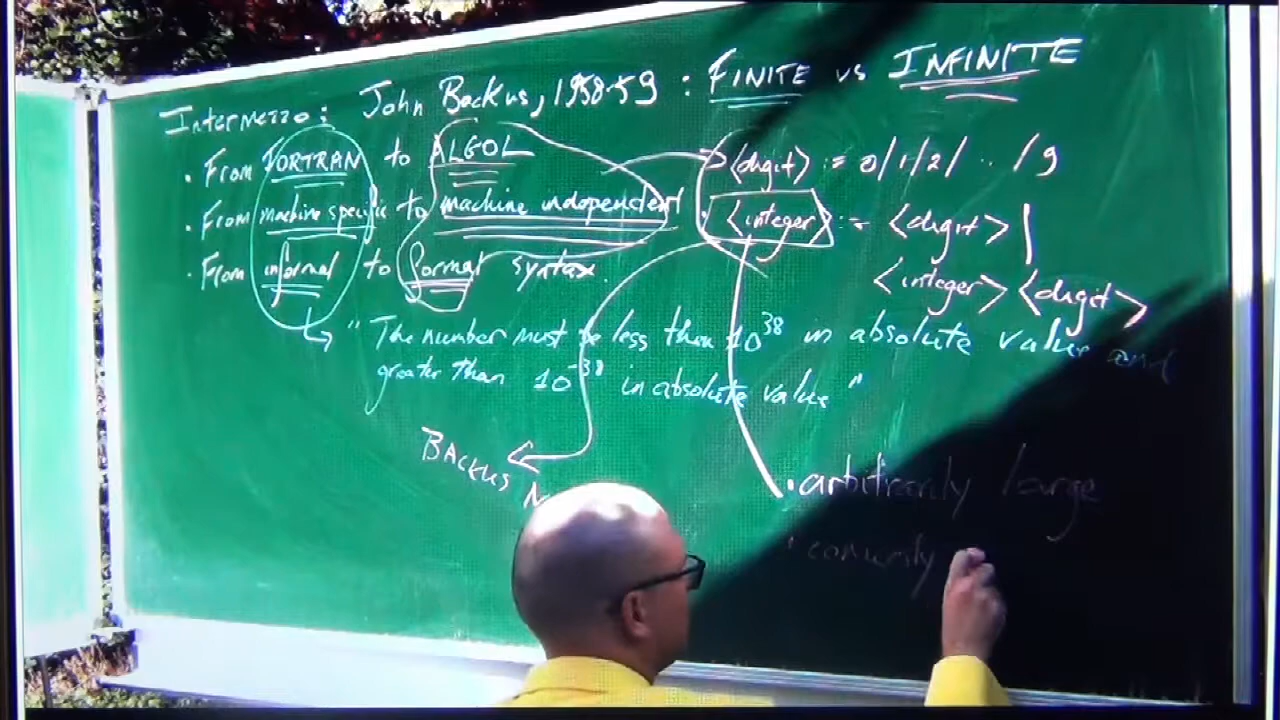 Intermezzo: John Backus, 1958-59 : FINITE vs INFINITE
· From FORTRAN to ALGOL
· From machine specific to machine independent
· From informal to formal syntax.
"The number must be less than 10^38 in absolute value and
greater than 10^-38 in absolute value"
· <digit> := 0/1/2/ .. /9
· <integer> := <digit> |
<integer> <digit>
BACKUS
· arbitrarily large